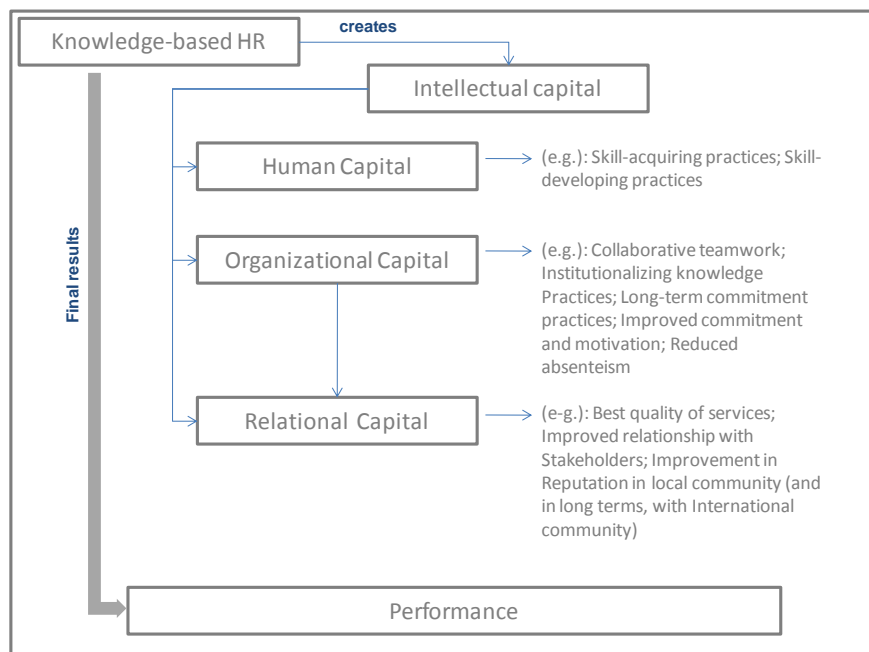 Knowledge-based HR
creates
Intellectual capital
Human Capital
(e.g.): Skill-acquiring practices; Skill-
developing practices
Organizational Capital
(e.g.): Collaborative teamwork;
Institutionalizing knowledge
Practices; Long-term commitment
practices; Improved commitment
and motivation; Reduced
absenteism
Final results
Relational Capital
(e-g.): Best quality of services;
Improved relationship with
Stakeholders; Improvement in
Reputation in local community (and
in long terms, with International
community)
Performance